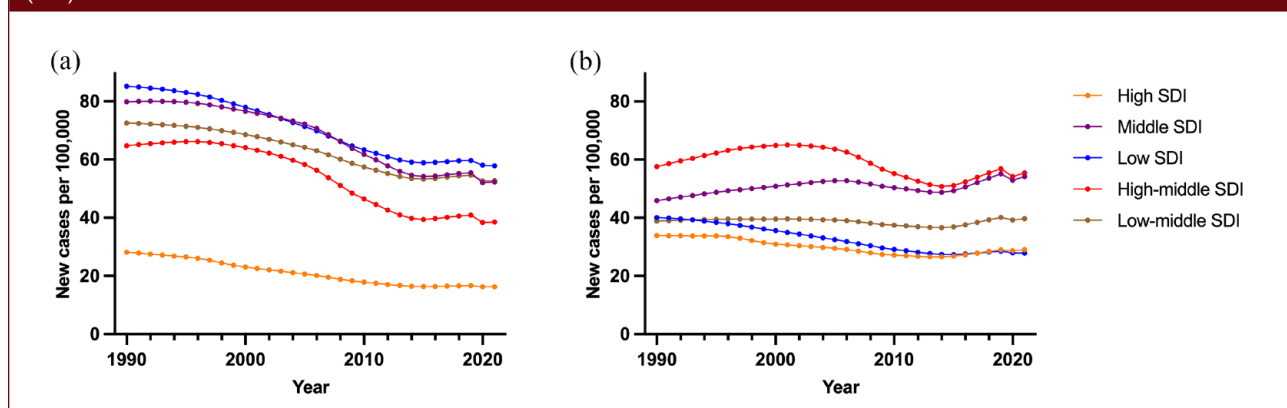 (a)
(b)
New cases per 100,000
80
60
40
20
0
1990
2000
2010
2020
Year
New cases per 100,000
80
60
40
20
0
1990
2000
2010
2020
Year
High SDI
Middle SDI
Low SDI
High-middle SDI
Low-middle SDI